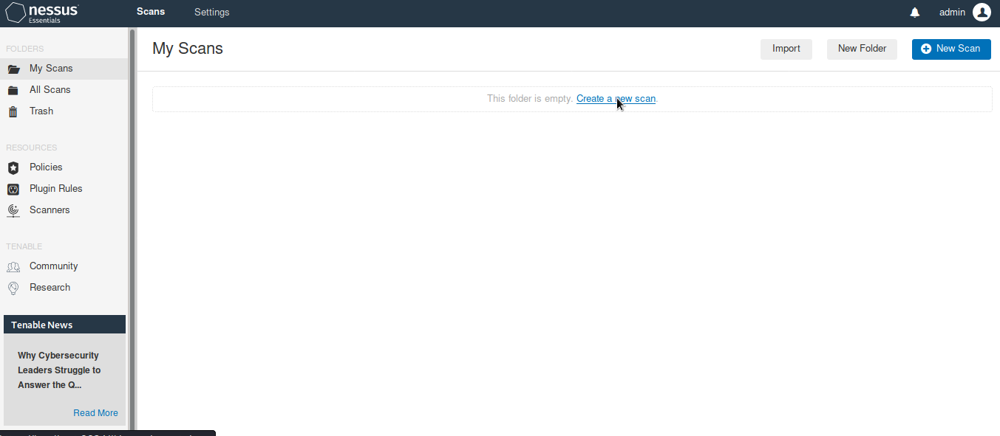 nessus
Essentials
Scans
Settings
admin
FOLDERS
My Scans
All Scans
Trash
RESOURCES
Policies
Plugin Rules
Scanners
TENABLE
Community
Research
Tenable News
Why Cybersecurity
Leaders Struggle to
Answer the Q...
Read More
My Scans
Import
New Folder
New Scan
This folder is empty. Create a new scan.